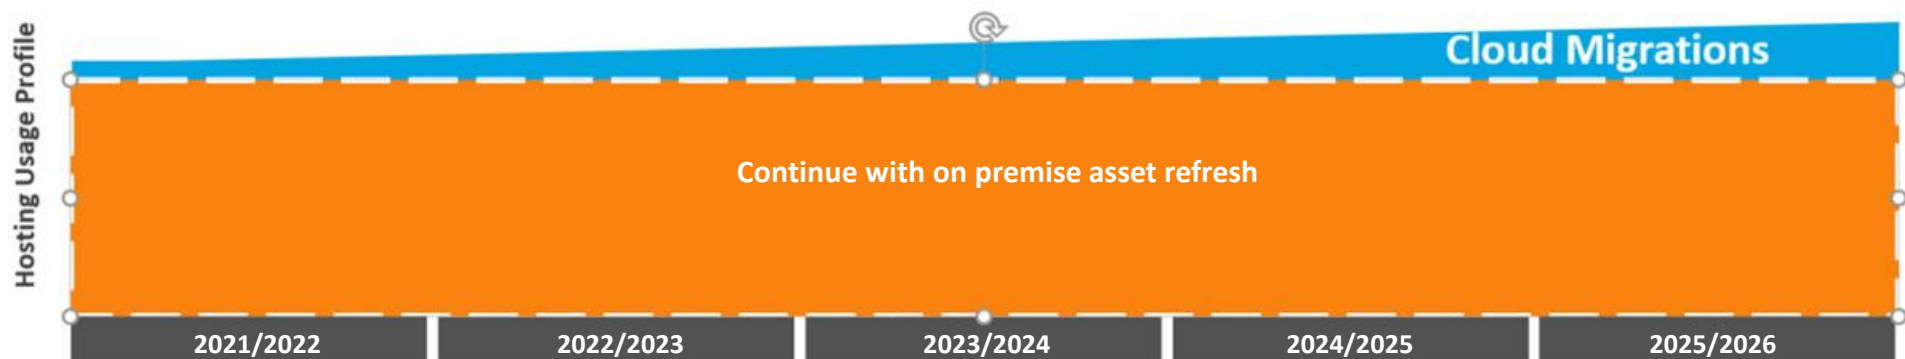 Hosting Usage Profile
Cloud Migrations
Continue with on premise asset refresh
2021/2022
2022/2023
2023/2024
2024/2025
2025/2026